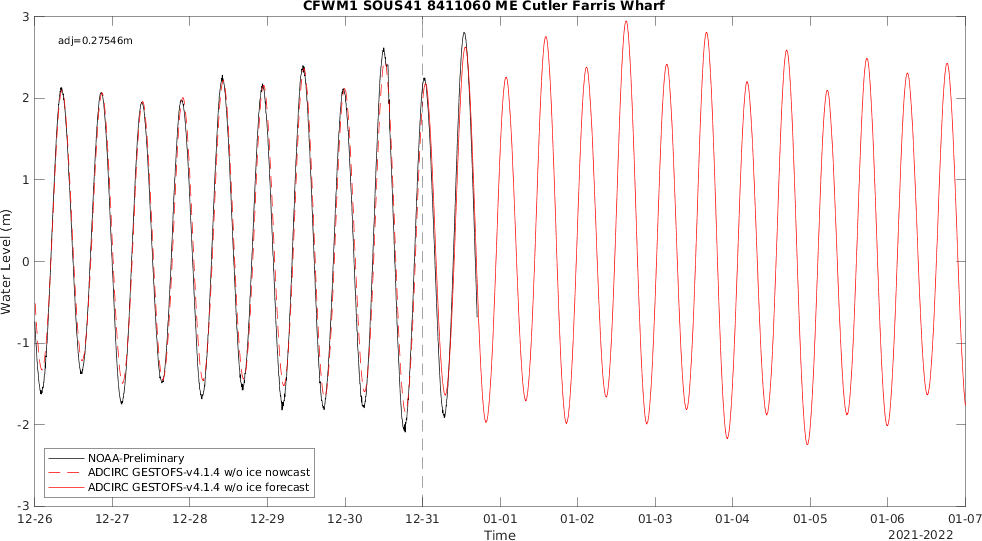 CFWM1 SOUS41 8411060 ME Cutler Farris Wharf
adj=0.27546m
3
2
1
0
-1
-2
-3
Water Level (m)
NOAA-Preliminary
ADCIRC GESTOFS-v4.1.4 w/o ice nowcast
ADCIRC GESTOFS-v4.1.4 w/o ice forecast
12-26 12-27 12-28 12-29 12-30 12-31 01-01 01-02 01-03 01-04 01-05 01-06 01-07
Time
2021-2022